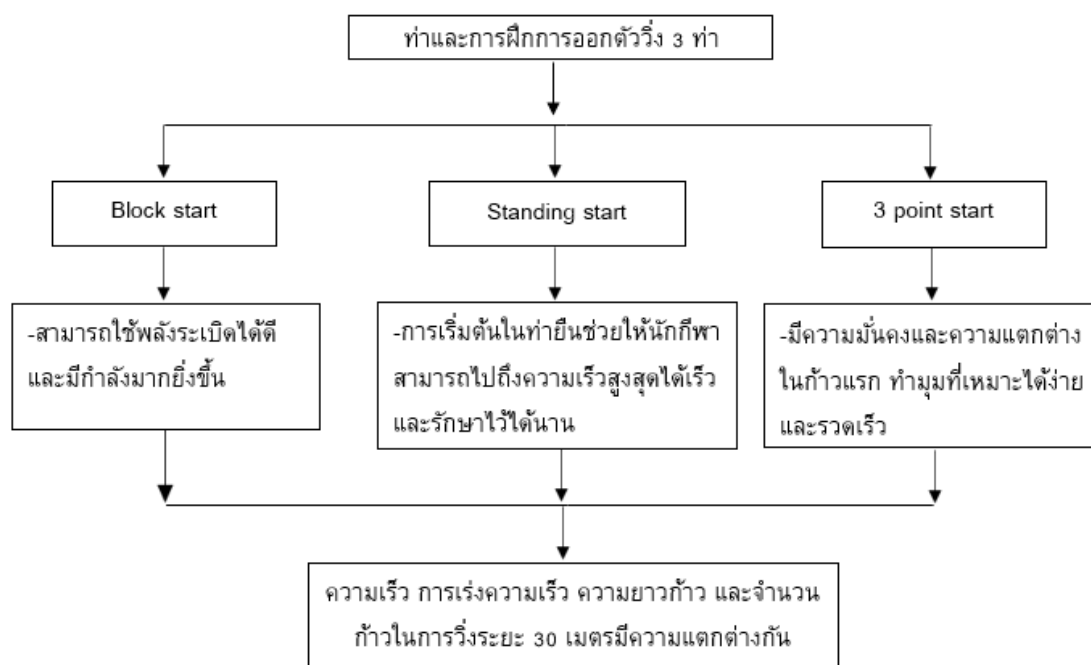 ท่าและการฝึกการออกตัววิ่ง 3 ท่า
Block start
Standing start
3 point start
-สามารถใช้พลังระเบิดได้ดี
และมีกำลังมากยิ่งขึ้น
-การเริ่มต้นในท่ายืนช่วยให้นักกีฬา
สามารถไปถึงความเร็วสูงสุดได้เร็ว
และรักษาไว้ได้นาน
-มีความมั่นคงและความแตกต่าง
ในก้าวแรก ทำมุมที่เหมาะได้ง่าย
และรวดเร็ว
ความเร็ว การเร่งความเร็ว ความยาวก้าว และจำนวน
ก้าวในการวิ่งระยะ 30 เมตรมีความแตกต่างกัน